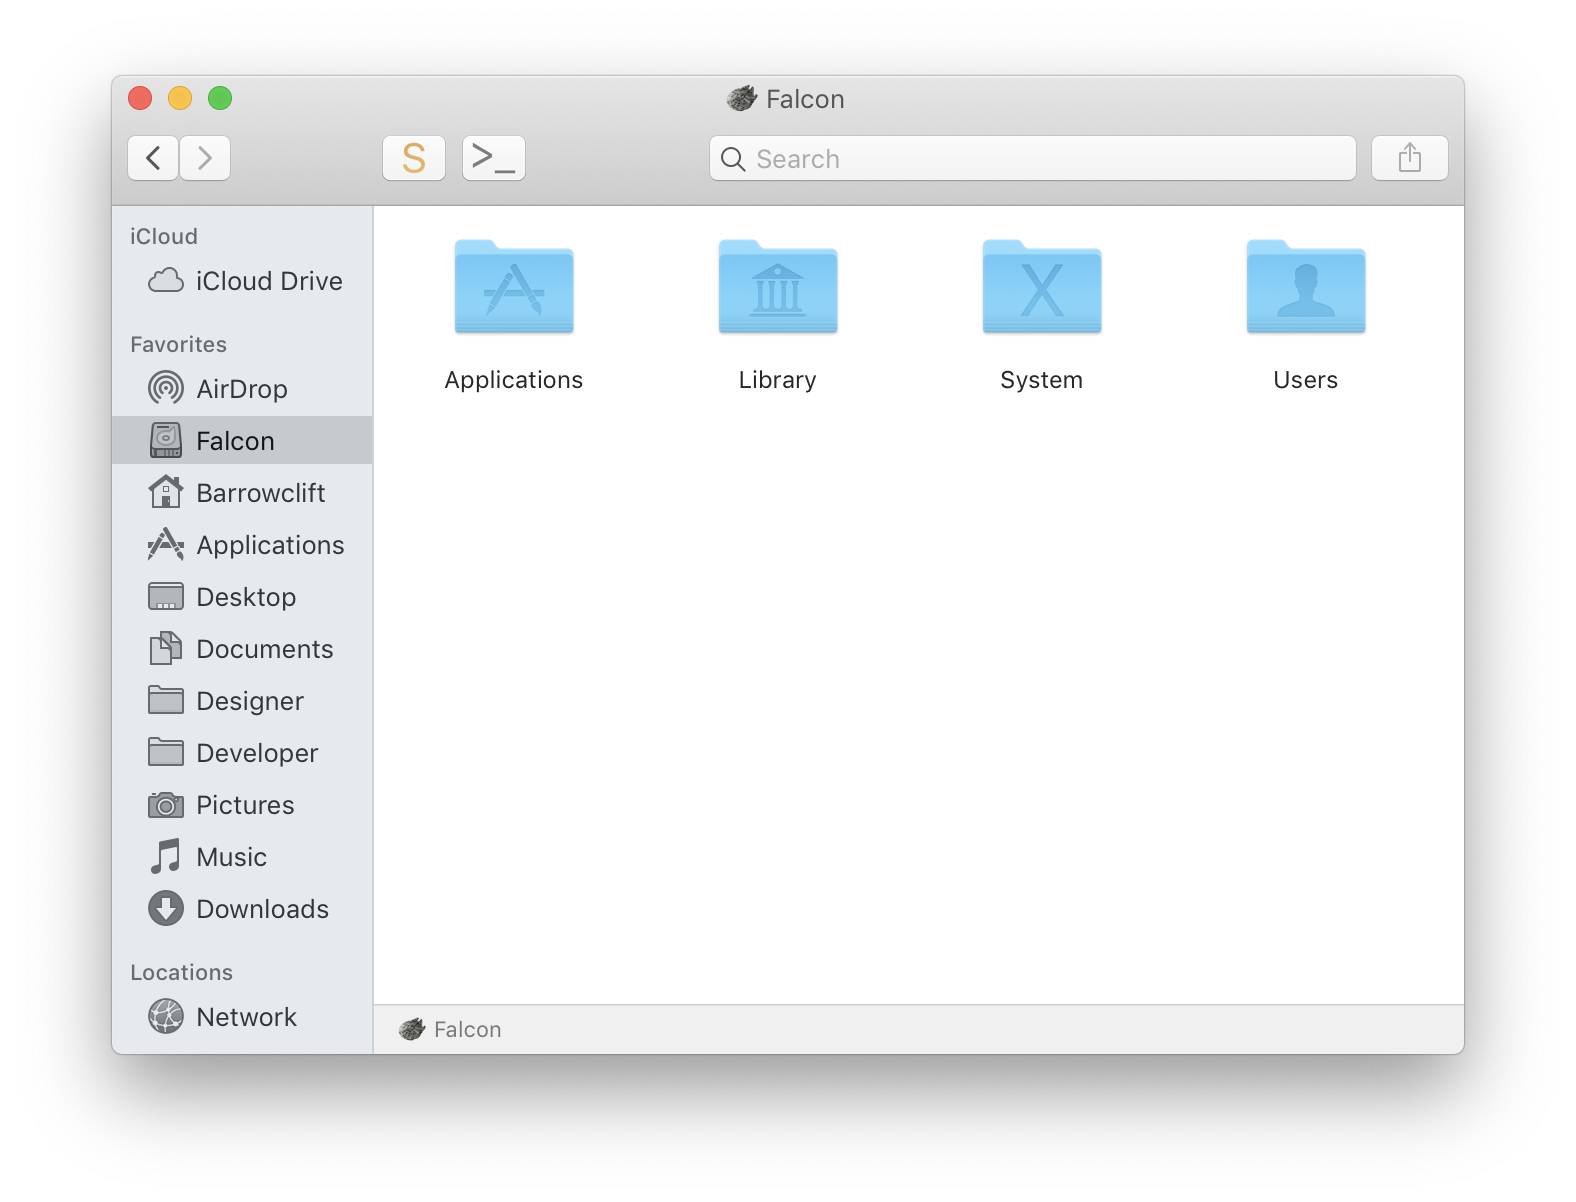 Falcon
S >_ Search
iCloud
iCloud Drive
Favorites
AirDrop
Falcon
Barrowclift
Applications
Desktop
Documents
Designer
Developer
Pictures
Music
Downloads
Locations
Network
Applications Library System Users
Falcon